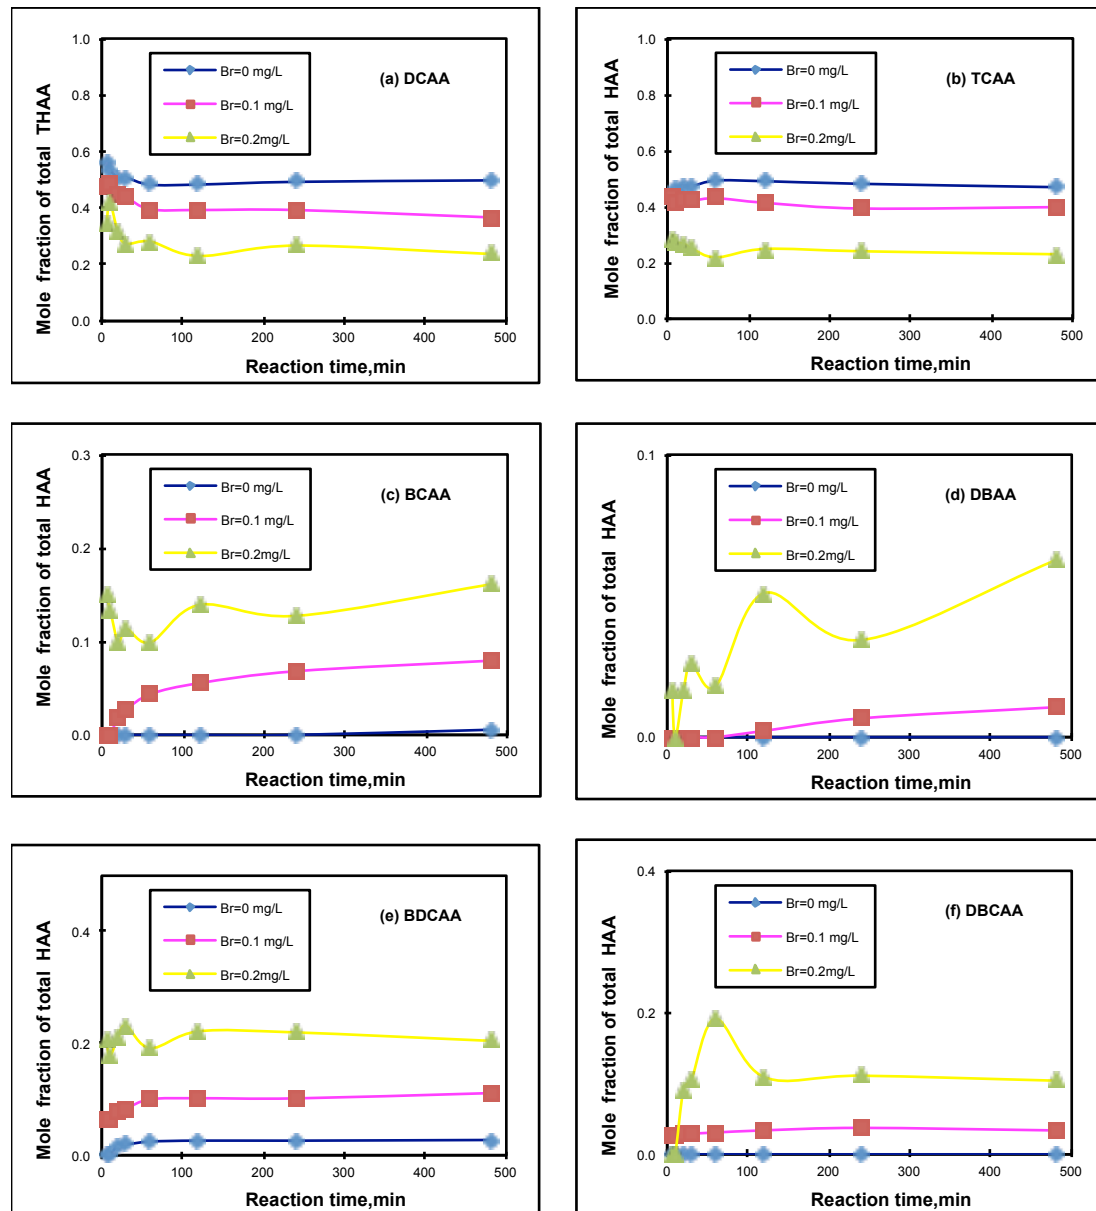 Mole fraction of total THAA
1.0
0.8
0.6
0.4
0.2
0.0
Br=0 mg/L
Br=0.1 mg/L
Br=0.2mg/L
(a) DCAA
0 100 200 300 400 500
Reaction time,min
Mole fraction of total HAA
1.0
0.8
0.6
0.4
0.2
0.0
Br=0 mg/L
Br=0.1 mg/L
Br=0.2mg/L
(b) TCAA
0 100 200 300 400 500
Reaction time,min
Mole fraction of total HAA
0.3
0.2
0.1
0.0
Br=0 mg/L
Br=0.1 mg/L
Br=0.2mg/L
(c) BCAA
0 100 200 300 400 500
Reaction time,min
Mole fraction of total HAA
0.1
0.0
Br=0 mg/L
Br=0.1 mg/L
Br=0.2mg/L
(d) DBAA
0 100 200 300 400 500
Reaction time,min
Mole fraction of total HAA
0.4
0.2
0.0
Br=0 mg/L
Br=0.1 mg/L
Br=0.2mg/L
(e) BDCAA
0 100 200 300 400 500
Reaction time,min
Mole fraction of total HAA
0.4
0.2
0.0
Br=0 mg/L
Br=0.1 mg/L
Br=0.2mg/L
(f) DBCAA
0 100 200 300 400 500
Reaction time,min